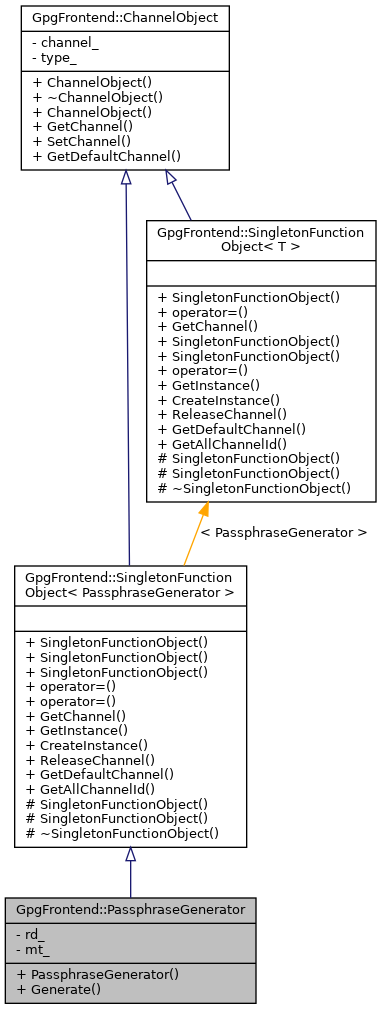 GpgFrontend::ChannelObject
- channel_
- type_
+ ChannelObject()
+ ~ChannelObject()
+ ChannelObject()
+ GetChannel()
+ SetChannel()
+ GetDefaultChannel()
GpgFrontend::SingletonFunction
Object< T >
+ SingletonFunctionObject()
+ operator=()
+ GetChannel()
+ SingletonFunctionObject()
+ SingletonFunctionObject()
+ operator=()
+ GetInstance()
+ CreateInstance()
+ ReleaseChannel()
+ GetDefaultChannel()
+ GetAllChannelId()
# SingletonFunctionObject()
# SingletonFunctionObject()
# ~SingletonFunctionObject()
< PassphraseGenerator >
GpgFrontend::SingletonFunction
Object< PassphraseGenerator >
+ SingletonFunctionObject()
+ SingletonFunctionObject()
+ SingletonFunctionObject()
+ operator=()
+ operator=()
+ GetChannel()
+ GetInstance()
+ CreateInstance()
+ ReleaseChannel()
+ GetDefaultChannel()
+ GetAllChannelId()
# SingletonFunctionObject()
# SingletonFunctionObject()
# ~SingletonFunctionObject()
GpgFrontend::PassphraseGenerator
- rd_
- mt_
+ PassphraseGenerator()
+ Generate()